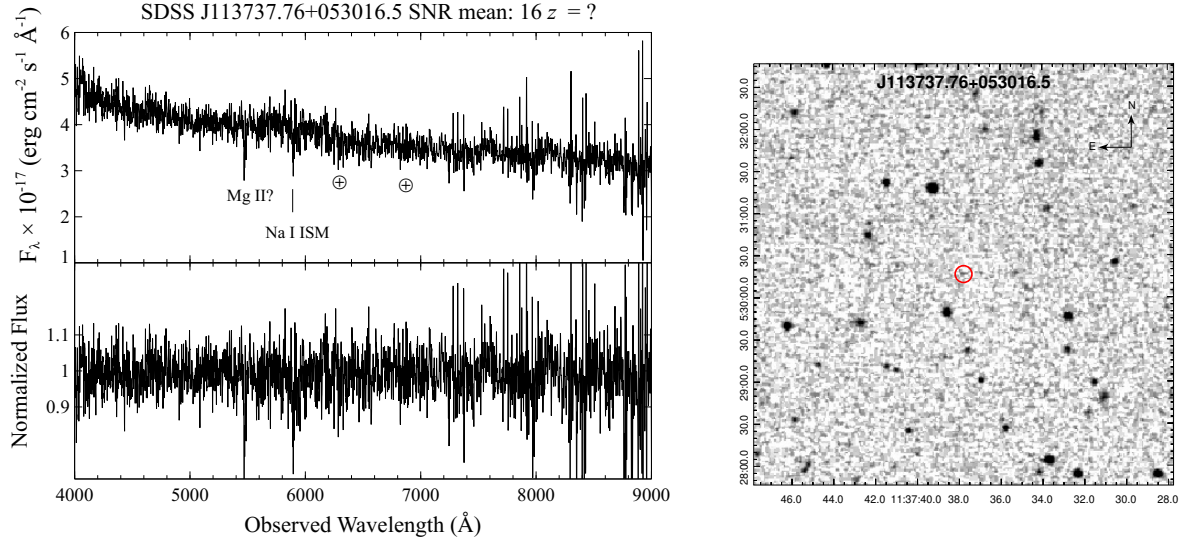 SDSS J113737.76+053016.5 SNR mean: 16 z = ?
F_λ × 10⁻¹⁷ (erg cm⁻² s⁻¹ Å⁻¹)
6
5
4
3
2
1
Mg II?
Na I ISM
⊕ ⊕
Normalized Flux
1.1
1
0.9
4000 5000 6000 7000 8000 9000
Observed Wavelength (Å)
J113737.76+053016.5
N
E
30.0
32:00.0
30.0
31:00.0
30.0
5:30:00.0
30.0
29:00.0
30.0
28:00.0
46.0 44.0 42.0 11:37:40.0 38.0 36.0 34.0 32.0 30.0 28.0